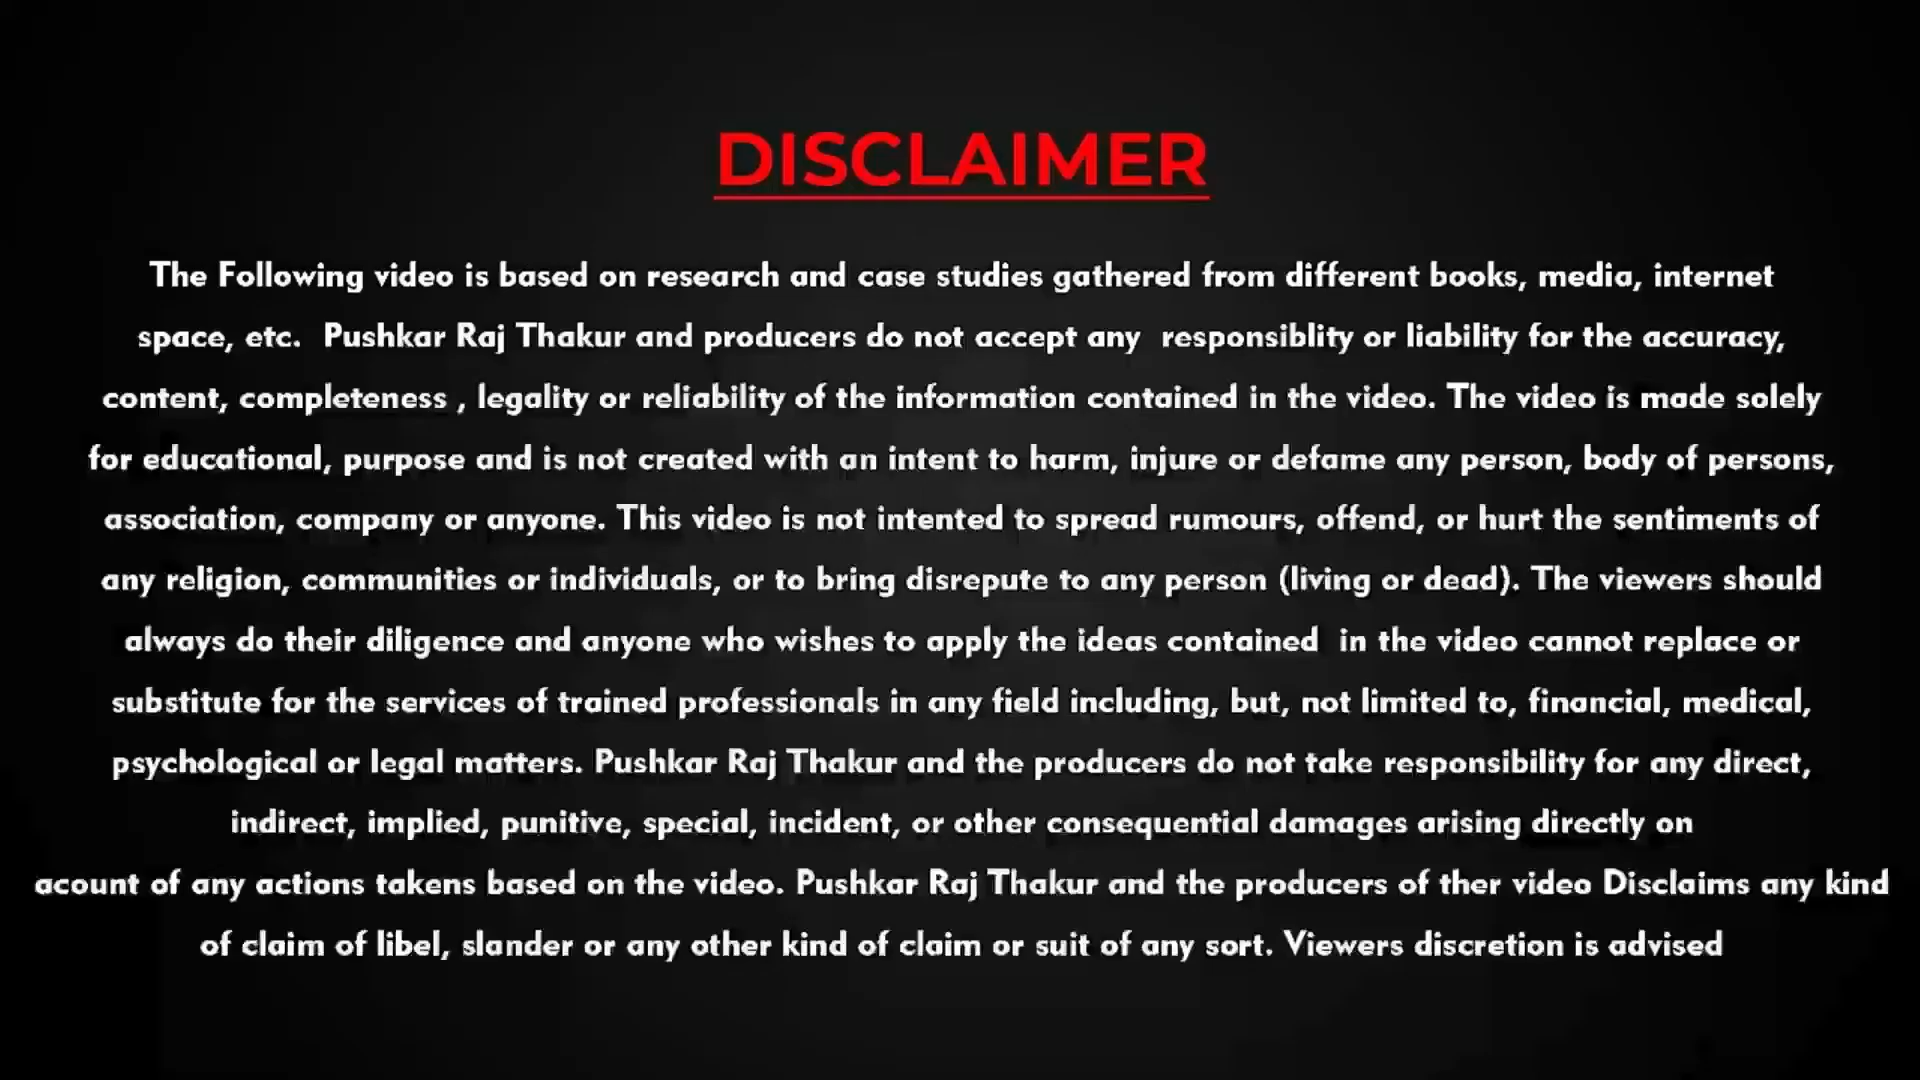 DISCLAIMER
The Following video is based on research and case studies gathered from different books, media, internet
space, etc. Pushkar Raj Thakur and producers do not accept any responsiblity or liability for the accuracy,
content, completeness , legality or reliability of the information contained in the video. The video is made solely
for educational, purpose and is not created with an intent to harm, injure or defame any person, body of persons,
association, company or anyone. This video is not intented to spread rumours, offend, or hurt the sentiments of
any religion, communities or individuals, or to bring disrepute to any person (living or dead). The viewers should
always do their diligence and anyone who wishes to apply the ideas contained in the video cannot replace or
substitute for the services of trained professionals in any field including, but, not limited to, financial, medical,
psychological or legal matters. Pushkar Raj Thakur and the producers do not take responsibility for any direct,
indirect, implied, punitive, special, incident, or other consequential damages arising directly on
acount of any actions takens based on the video. Pushkar Raj Thakur and the producers of ther video Disclaims any kind
of claim of libel, slander or any other kind of claim or suit of any sort. Viewers discretion is advised